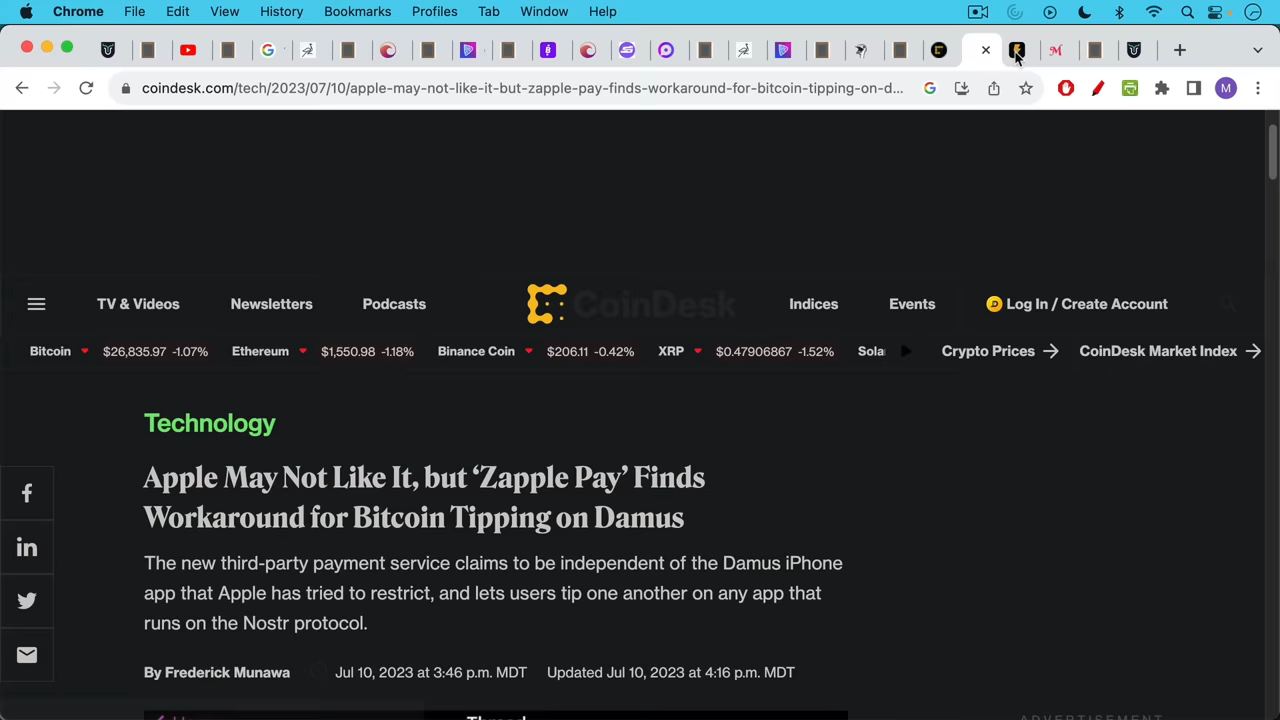 Chrome File Edit View History Bookmarks Profiles Tab Window Help
coindesk.com/tech/2023/07/10/apple-may-not-like-it-but-zapple-pay-finds-workaround-for-bitcoin-tipping-on-d...
M
TV & Videos Newsletters Podcasts CoinDesk Indices Events Log In / Create Account
Bitcoin $26,835.97 -1.07% Ethereum $1,550.98 -1.18% Binance Coin $206.11 -0.42% XRP $0.47906867 -1.52% Sola Crypto Prices CoinDesk Market Index
Technology
Apple May Not Like It, but ‘Zapple Pay’ Finds
Workaround for Bitcoin Tipping on Damus
The new third-party payment service claims to be independent of the Damus iPhone
app that Apple has tried to restrict, and lets users tip one another on any app that
runs on the Nostr protocol.
By Frederick Munawa Jul 10, 2023 at 3:46 p.m. MDT Updated Jul 10, 2023 at 4:16 p.m. MDT